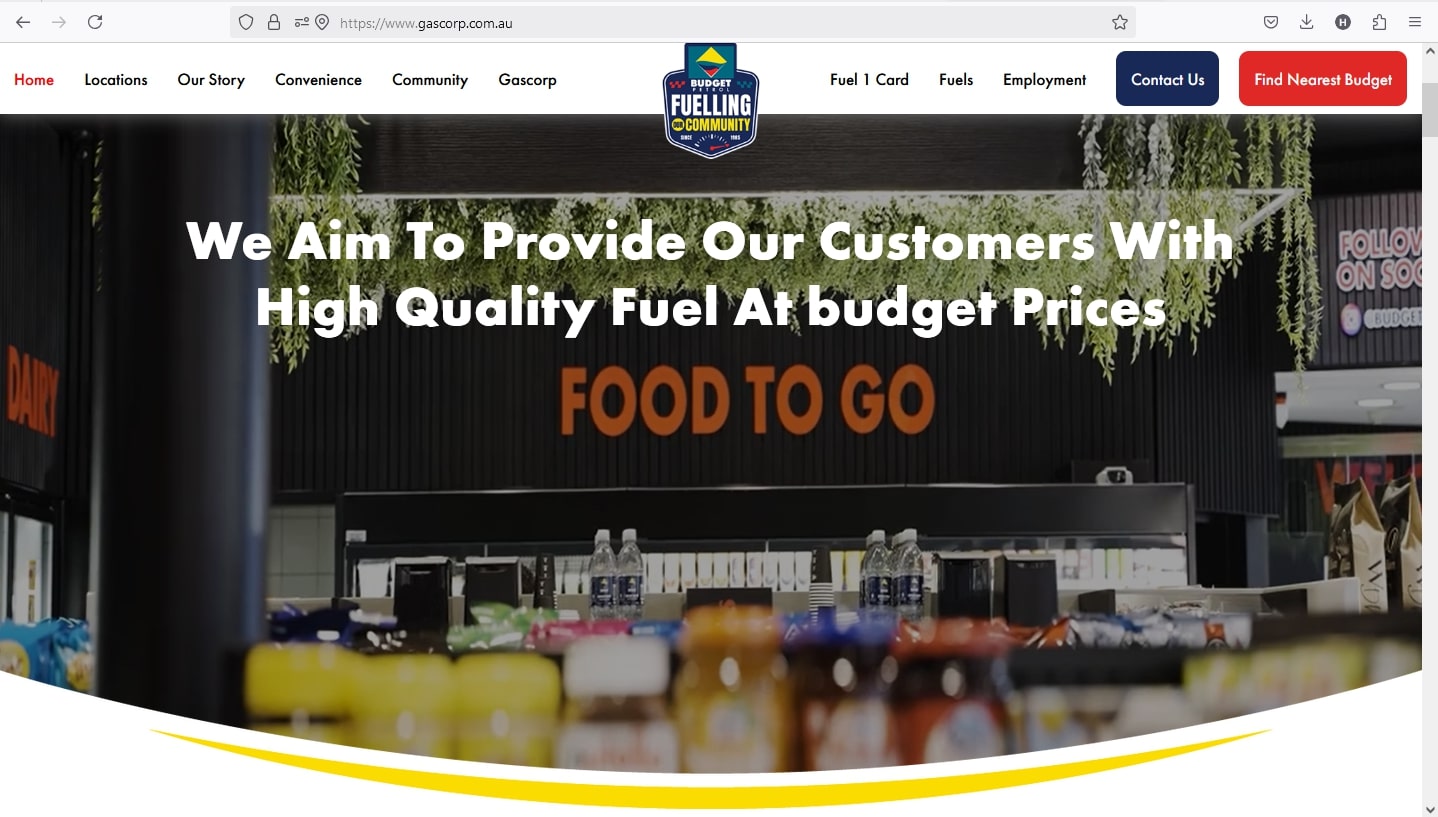 https://www.gascorp.com.au
Home Locations Our Story Convenience Community Gascorp
BUDGET
PETROL
FUELLING
OUR COMMUNITY
SINCE 1985
Fuel 1 Card Fuels Employment Contact Us Find Nearest Budget
We Aim To Provide Our Customers With
High Quality Fuel At budget Prices
FOLLOW
ON SOC
BUDGET
DAIRY
FOOD TO GO